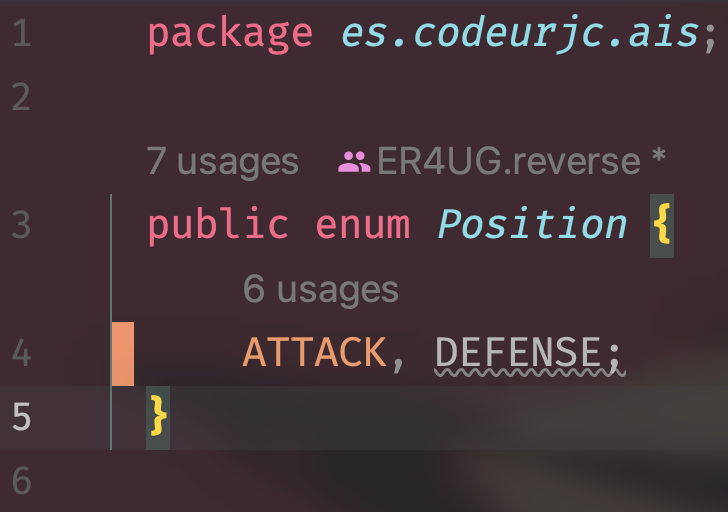 1 package es.codeurjc.ais;
2
7 usages ER4UG.reverse *
3 public enum Position {
6 usages
4 ATTACK, DEFENSE;
5 }
6